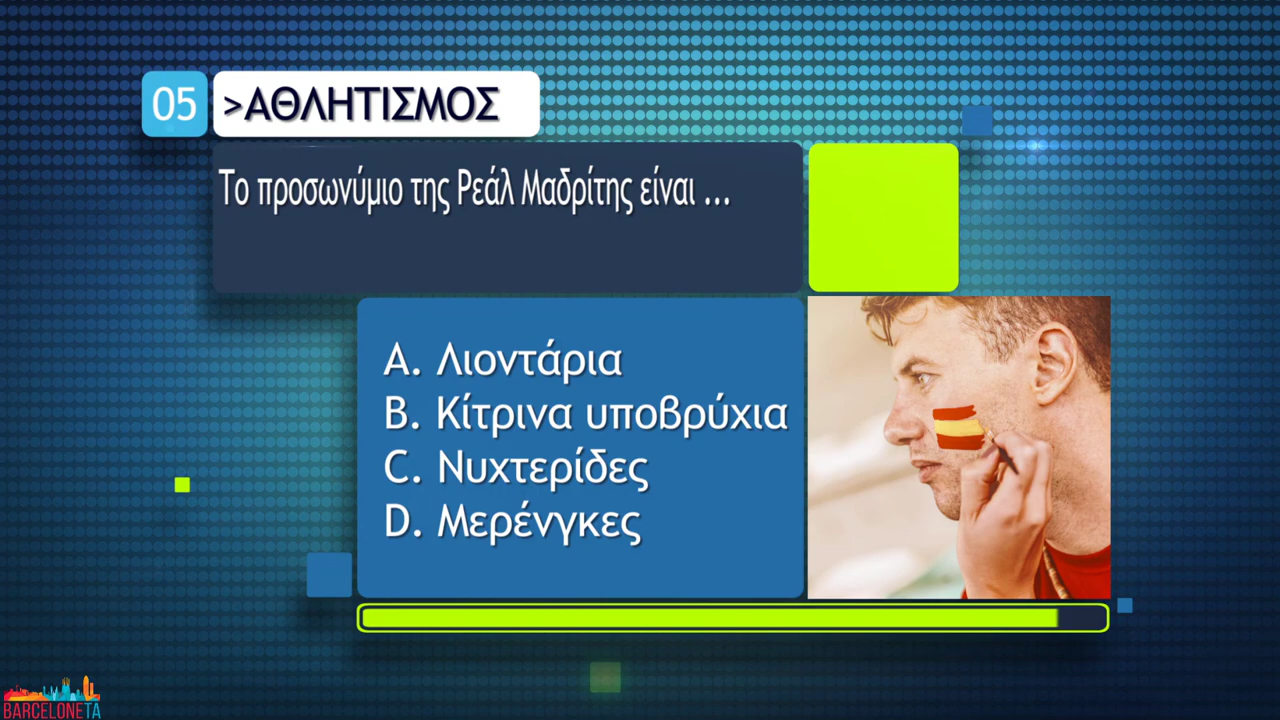 05 >ΑΘΛΗΤΙΣΜΟΣ
Το προσωνύμιο της Ρεάλ Μαδρίτης είναι ...
A. Λιοντάρια
B. Κίτρινα υποβρύχια
C. Νυχτερίδες
D. Μερένγκες
BARCELONETA